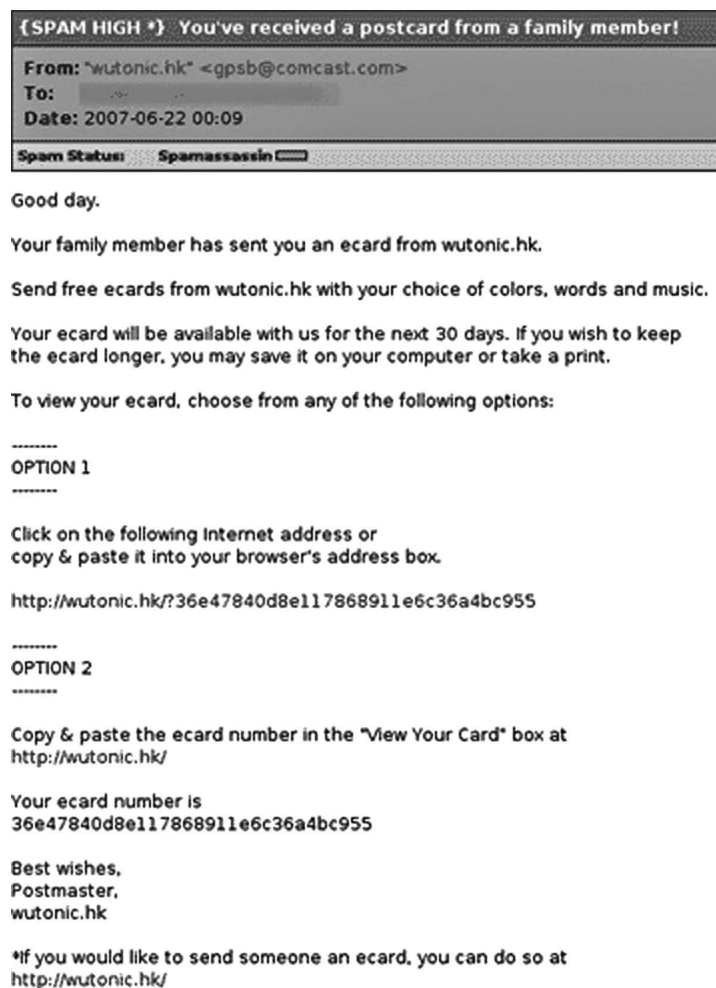 {SPAM HIGH *} You've received a postcard from a family member!
From: "wutonic.hk" <gpsb@comcast.com>
To:
Date: 2007-06-22 00:09
Spam Status: Spamassassin
Good day.
Your family member has sent you an ecard from wutonic.hk.
Send free ecards from wutonic.hk with your choice of colors, words and music.
Your ecard will be available with us for the next 30 days. If you wish to keep
the ecard longer, you may save it on your computer or take a print.
To view your ecard, choose from any of the following options:
--------
OPTION 1
--------
Click on the following Internet address or
copy & paste it into your browser's address box.
http://wutonic.hk/?36e47840d8e117868911e6c36a4bc955
--------
OPTION 2
--------
Copy & paste the ecard number in the "View Your Card" box at
http://wutonic.hk/
Your ecard number is
36e47840d8e117868911e6c36a4bc955
Best wishes,
Postmaster,
wutonic.hk
*If you would like to send someone an ecard, you can do so at
http://wutonic.hk/